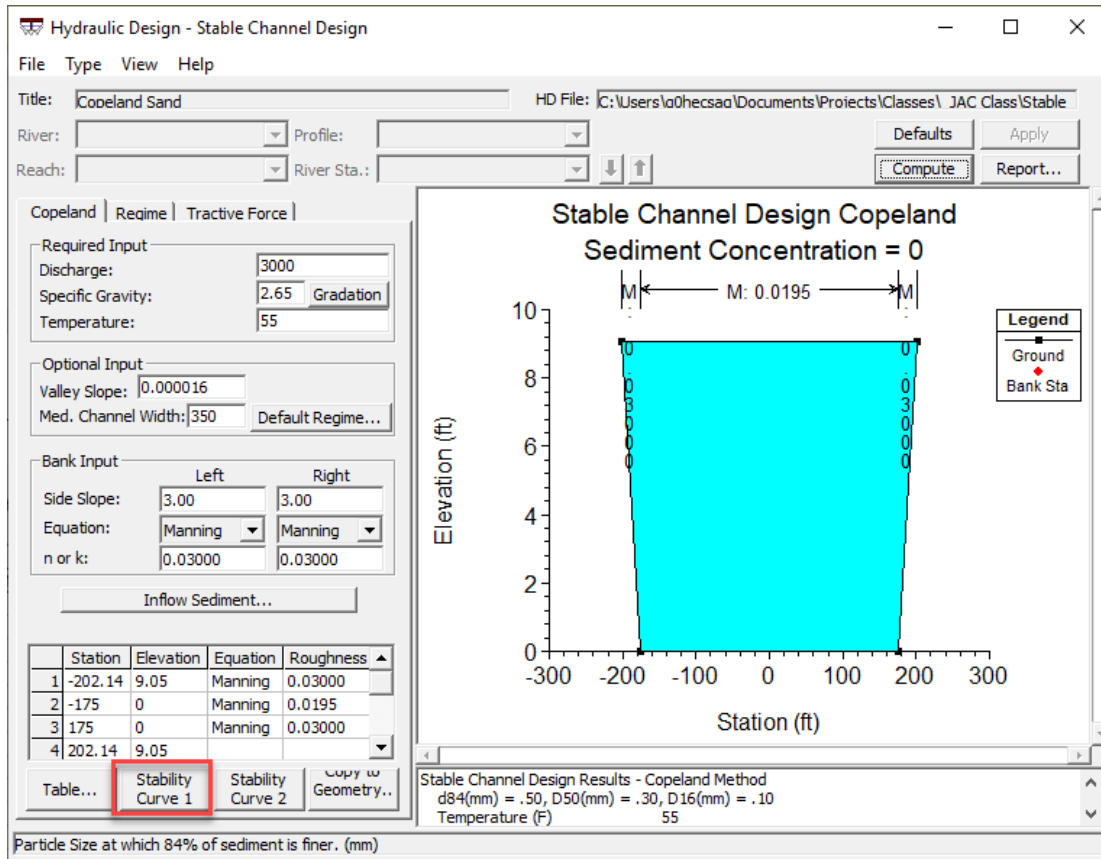 Hydraulic Design - Stable Channel Design
File Type View Help
Title: Copeland Sand HD File: C:\Users\q0hecsag\Documents\Projects\Classes\ JAC Class\Stable
River: Profile: Defaults Apply
Reach: River Sta.: Compute Report...
Copeland Regime Tractive Force
Required Input
Discharge: 3000
Specific Gravity: 2.65 Gradation
Temperature: 55
Optional Input
Valley Slope: 0.000016
Med. Channel Width: 350 Default Regime...
Bank Input
Left Right
Side Slope: 3.00 3.00
Equation: Manning Manning
n or k: 0.03000 0.03000
Inflow Sediment...
Station Elevation Equation Roughness
1 -202.14 9.05 Manning 0.03000
2 -175 0 Manning 0.0195
3 175 0 Manning 0.03000
4 202.14 9.05
Table... Stability Curve 1 Stability Curve 2 Copy to Geometry..
Stable Channel Design Copeland
Sediment Concentration = 0
M: 0.03000 M: 0.0195 M: 0.03000
10
8
6
4
2
0
Elevation (ft)
-300 -200 -100 0 100 200 300
Station (ft)
Legend
Ground
Bank Sta
Stable Channel Design Results - Copeland Method
d84(mm) = .50, D50(mm) = .30, D16(mm) = .10
Temperature (F) 55
Particle Size at which 84% of sediment is finer. (mm)